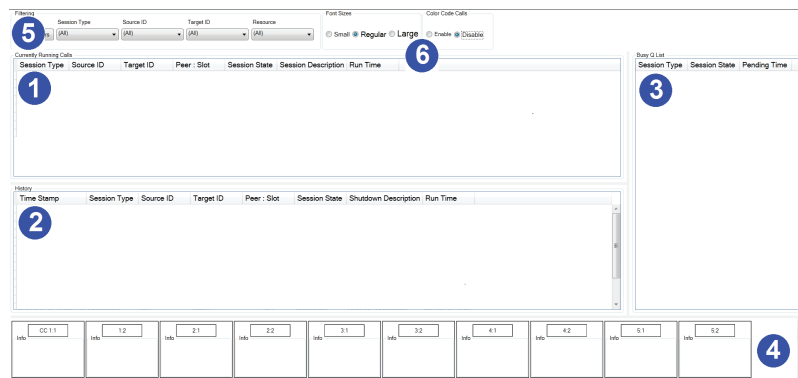 Filtering
Session Type Source ID Target ID Resource
(All) (All) (All) (All)
5
Font Sizes
Small Regular Large
Color Code Calls
Enable Disable
6
Currently Running Calls
Session Type Source ID Target ID Peer : Slot Session State Session Description Run Time
1
Busy Q List
Session Type Session State Pending Time
3
History
Time Stamp Session Type Source ID Target ID Peer : Slot Session State Shutdown Description Run Time
2
CC 1:1 1:2 2:1 2:2 3:1 3:2 4:1 4:2 5:1 5:2
Info Info Info Info Info Info Info Info Info Info
4